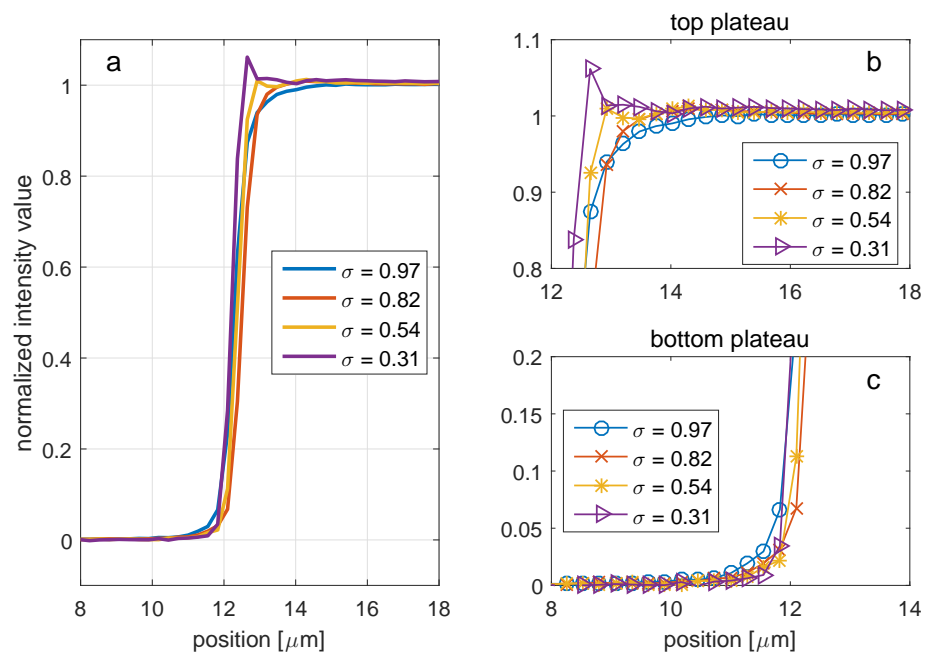 a
normalized intensity value
1
0.8
0.6
0.4
0.2
0
8
10
12
14
16
18
position [μm]
σ = 0.97
σ = 0.82
σ = 0.54
σ = 0.31
top plateau
b
1.1
1
0.9
0.8
12
14
16
18
σ = 0.97
σ = 0.82
σ = 0.54
σ = 0.31
bottom plateau
c
0.2
0.15
0.1
0.05
0
8
10
12
14
position [μm]
σ = 0.97
σ = 0.82
σ = 0.54
σ = 0.31